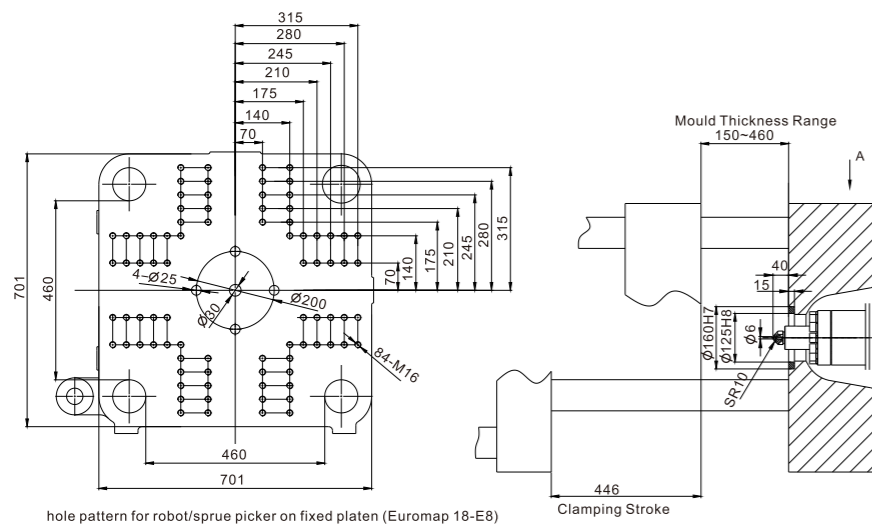 315
280
245
210
175
140
70
701
460
4–Ø25
Ø30
Ø200
84-M16
70
140
175
210
245
280
315
460
701
hole pattern for robot/sprue picker on fixed platen (Euromap 18-E8)
Mould Thickness Range
150~460
A
40
15
Ø160H7
Ø125H8
Ø6
SR10
446
Clamping Stroke